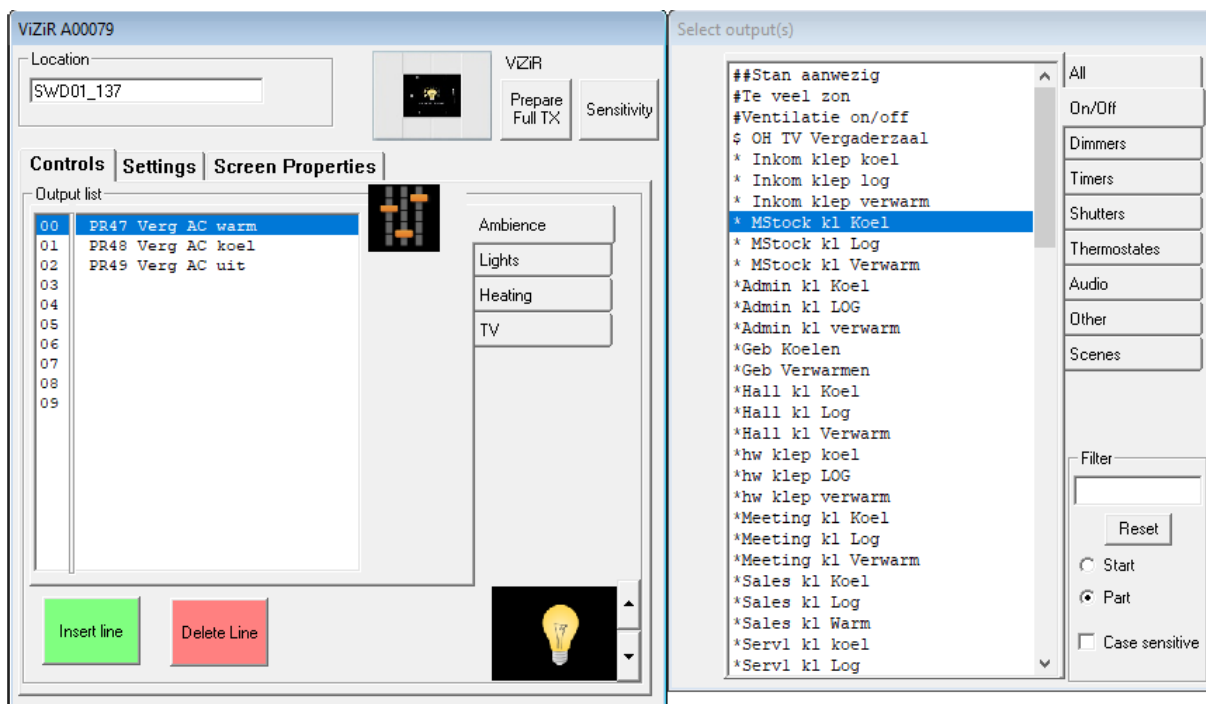 ViZiR A00079
Location
SWD01_137
ViZiR
Prepare
Full TX
Sensitivity
Controls
Settings
Screen Properties
Output list
00 PR47 Verg AC warm
01 PR48 Verg AC koel
02 PR49 Verg AC uit
03
04
05
06
07
08
09
Ambience
Lights
Heating
TV
Insert line
Delete Line
Select output(s)
##Stan aanwezig
#Te veel zon
#Ventilatie on/off
$ OH TV Vergaderzaal
* Inkom klep koel
* Inkom klep log
* Inkom klep verwarm
* MStock kl Koel
* MStock kl Log
* MStock kl Verwarm
*Admin kl Koel
*Admin kl LOG
*Admin kl verwarm
*Geb Koelen
*Geb Verwarmen
*Hall kl Koel
*Hall kl Log
*Hall kl Verwarm
*hw klep koel
*hw klep LOG
*hw klep verwarm
*Meeting kl Koel
*Meeting kl Log
*Meeting kl Verwarm
*Sales kl Koel
*Sales kl Log
*Sales kl Warm
*Servl kl koel
*Servl kl Log
All
On/Off
Dimmers
Timers
Shutters
Thermostates
Audio
Other
Scenes
Filter
Reset
Start
Part
Case sensitive